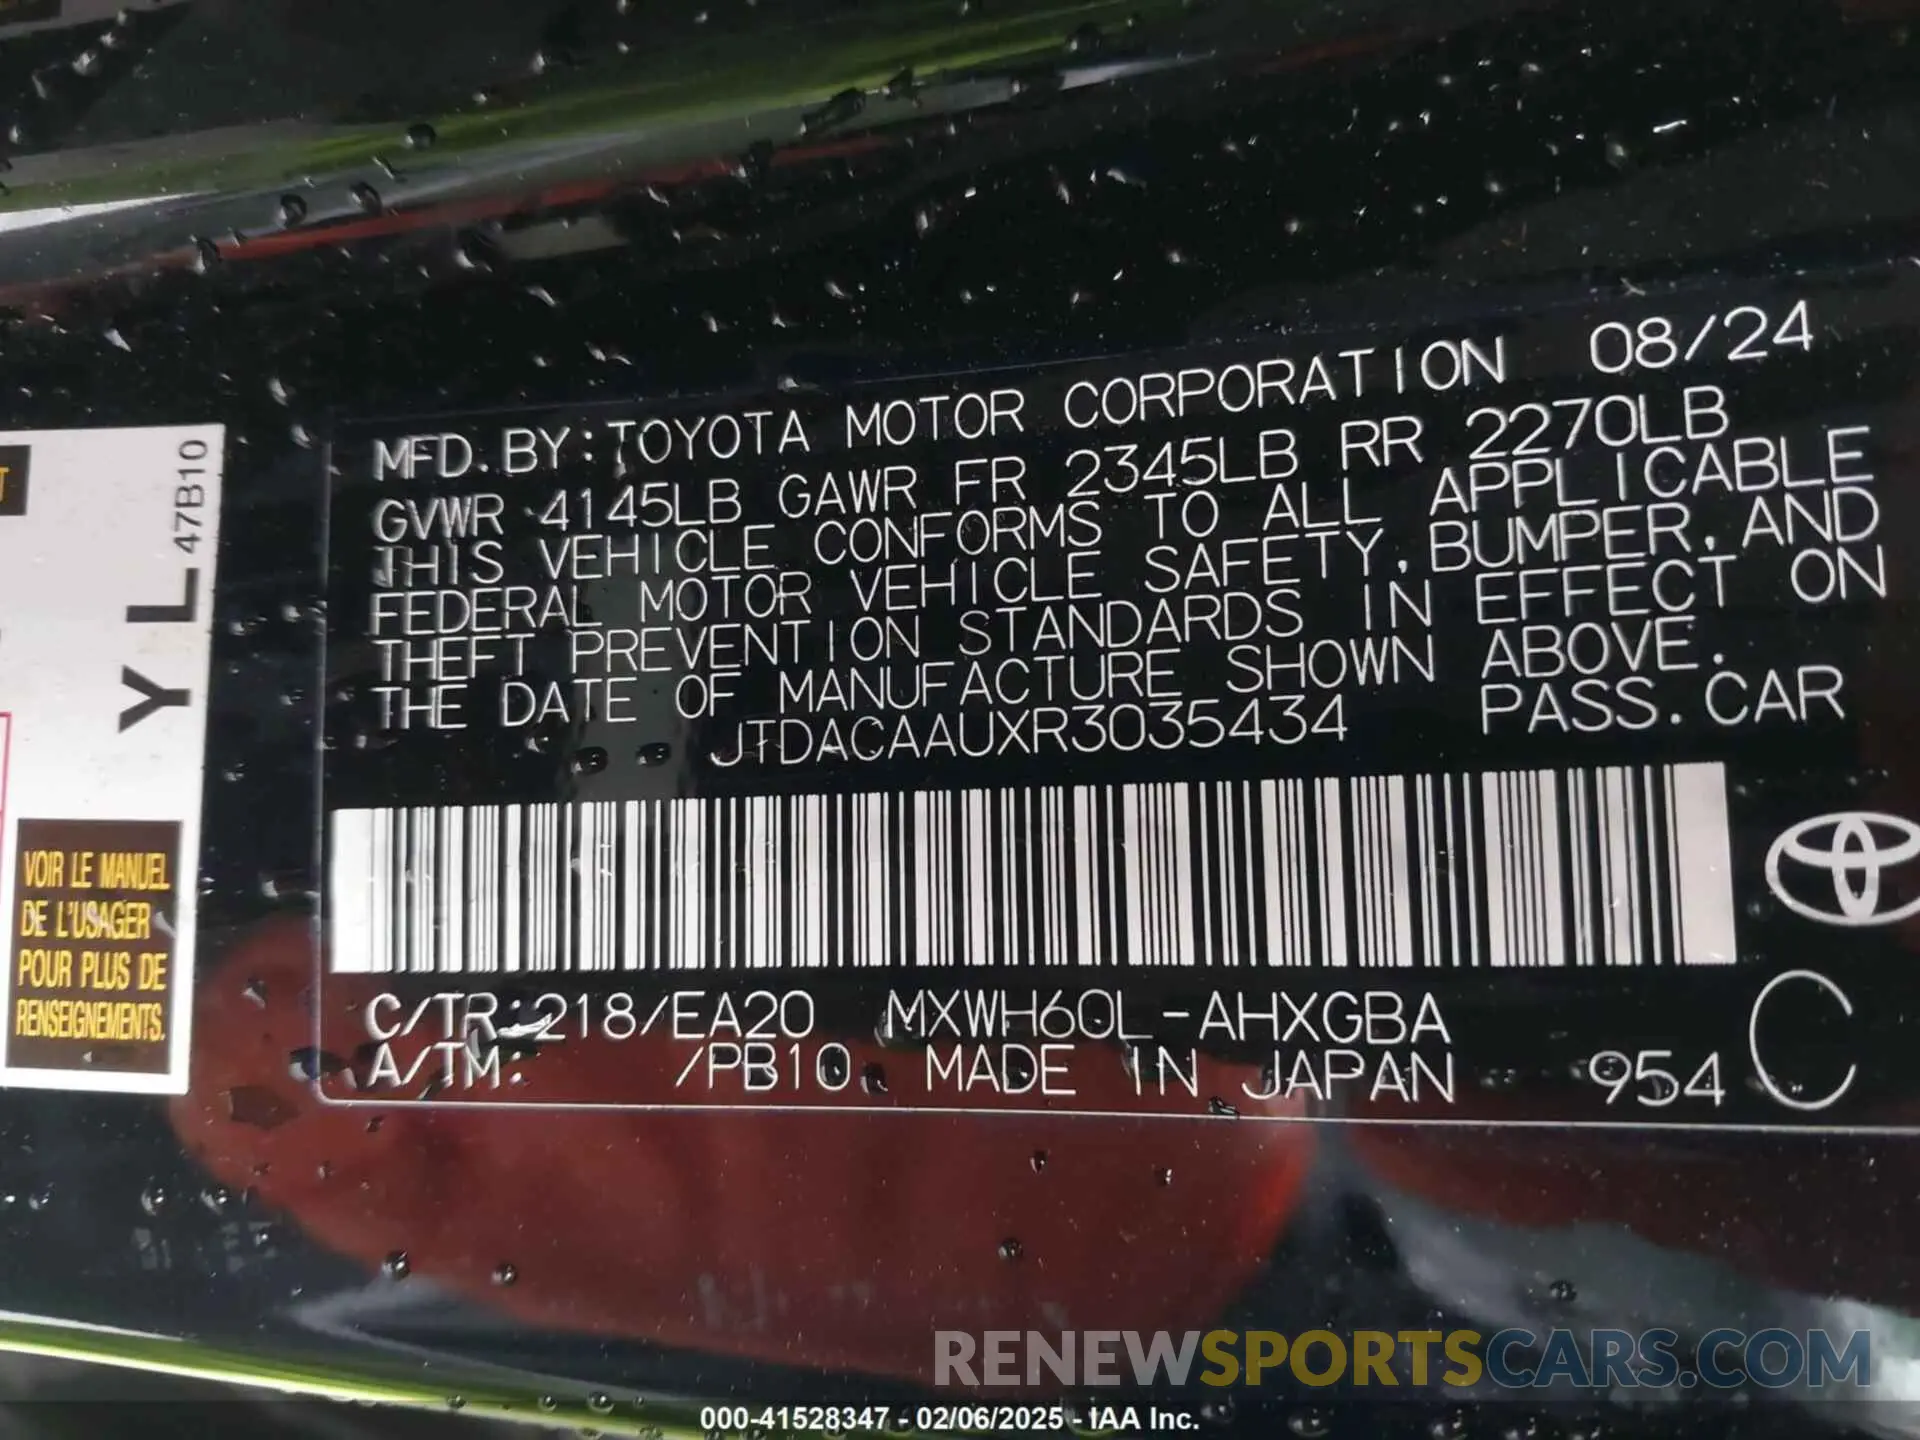 MFD. BY:TOYOTA MOTOR CORPORATION 08/24
GVWR 4145LB GAWR FR 2345LB RR 2270LB
THIS VEHICLE CONFORMS TO ALL APPLICABLE
FEDERAL MOTOR VEHICLE SAFETY, BUMPER, AND
THEFT PREVENTION STANDARDS IN EFFECT ON
THE DATE OF MANUFACTURE SHOWN ABOVE.
JTDACAAUXR3035434 PASS.CAR
C/TR:218/EA20 MXWH60L-AHXGBA
A/TM: /PB10 MADE IN JAPAN 954 C
YL 47B10
VOIR LE MANUEL
DE L'USAGER
POUR PLUS DE
RENSEIGNEMENTS.
RENEWSPORTSCARS.COM
000-41528347 - 02/06/2025 - IAA Inc.